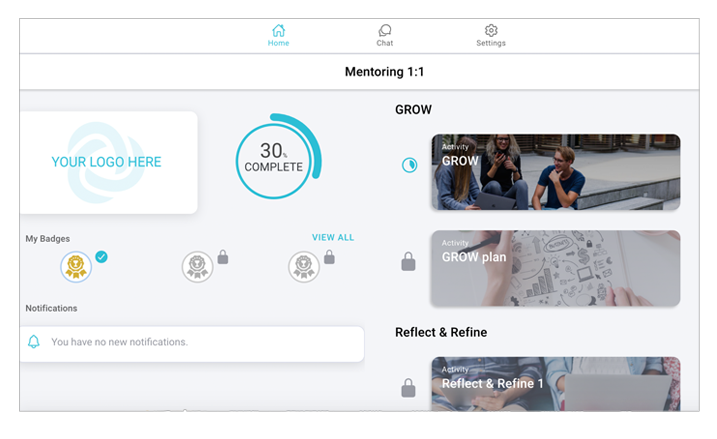 Home
Chat
Settings
Mentoring 1:1
YOUR LOGO HERE
30%
COMPLETE
My Badges
VIEW ALL
Notifications
You have no new notifications.
GROW
Activity
GROW
Activity
GROW plan
Reflect & Refine
Activity
Reflect & Refine 1